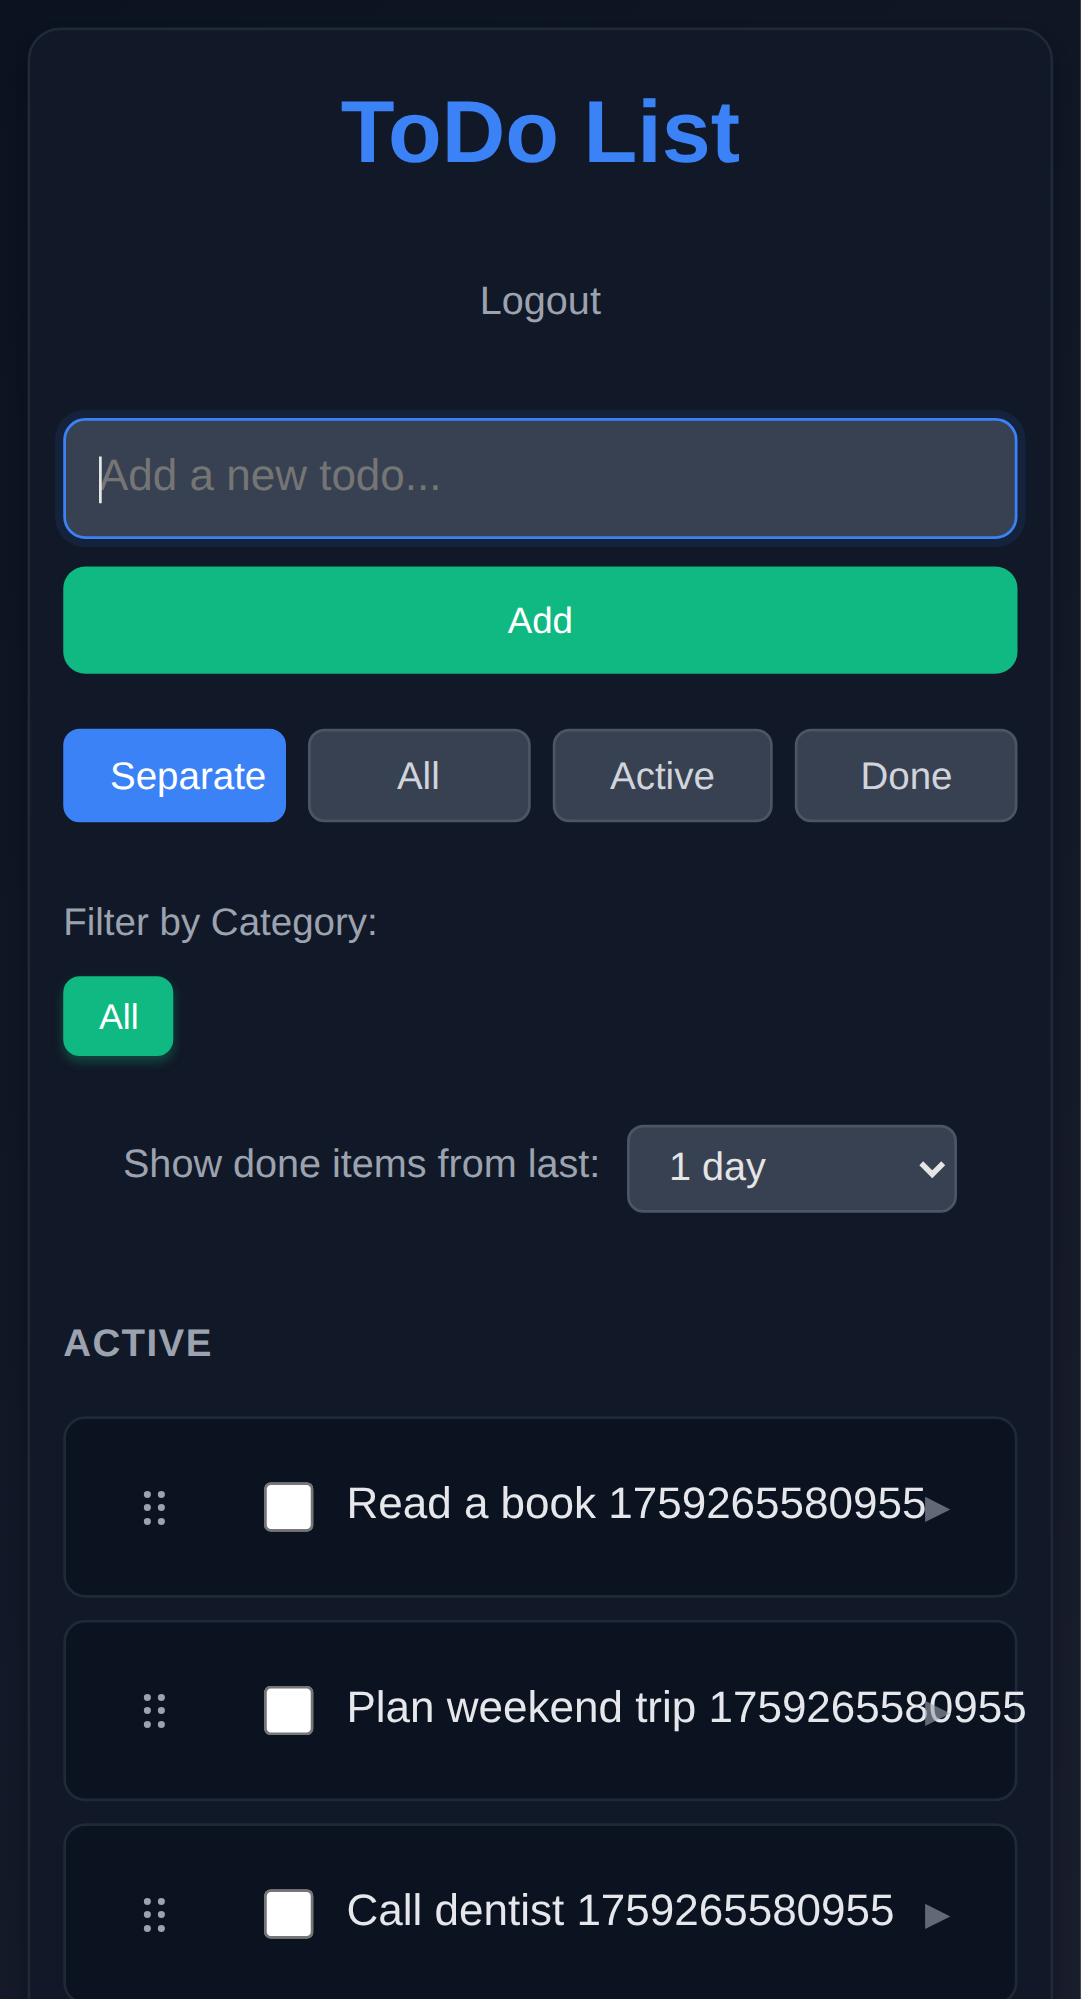 ToDo List
Logout
Add a new todo...
Add
Separate All Active Done
Filter by Category:
All
Show done items from last: 1 day
ACTIVE
Read a book 1759265580955
Plan weekend trip 1759265580955
Call dentist 1759265580955